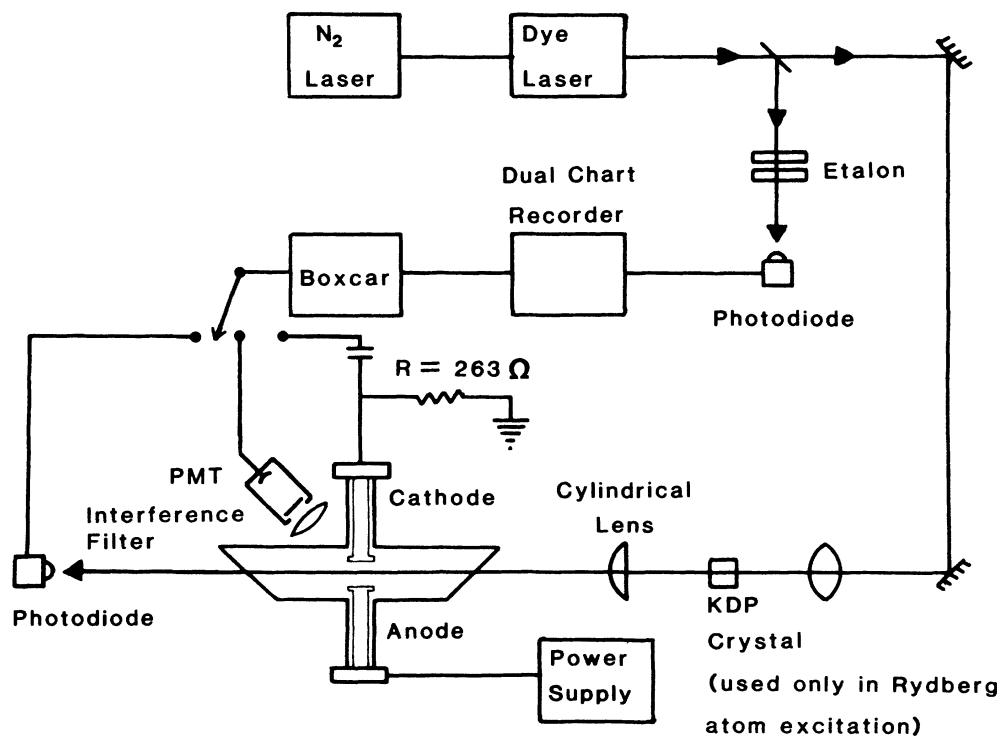 N₂
Laser
Dye
Laser
Etalon
Dual Chart
Recorder
Boxcar
Photodiode
R = 263 Ω
PMT
Cathode
Cylindrical
Lens
Interference
Filter
Photodiode
KDP
Crystal
(used only in Rydberg
atom excitation)
Anode
Power
Supply